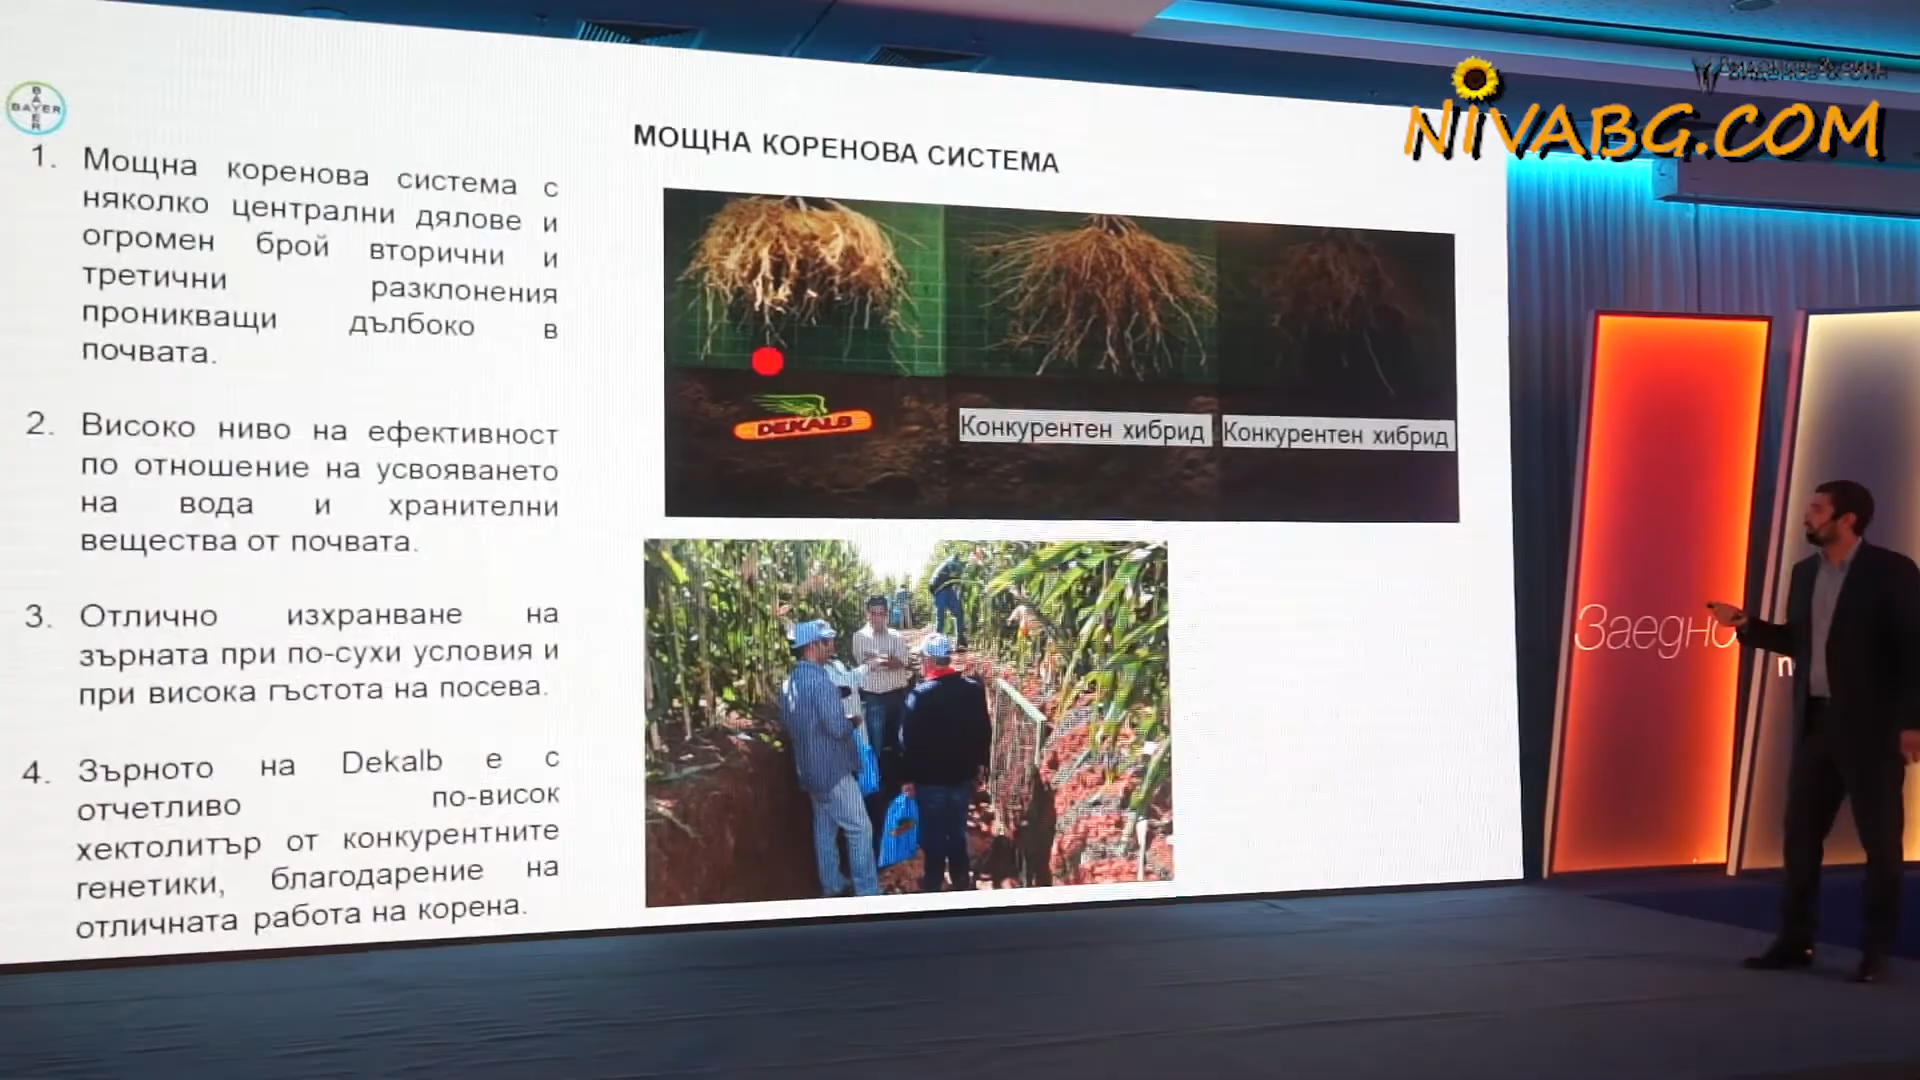 NiVABG.COM
BAYER
BAYER
МОЩНА КОРЕНОВА СИСТЕМА
1. Мощна коренова система с
няколко централни дялове и
огромен брой вторични и
третични разклонения
проникващи дълбоко в
почвата.
2. Високо ниво на ефективност
по отношение на усвояването
на вода и хранителни
вещества от почвата.
3. Отлично изхранване на
зърната при по-сухи условия и
при висока гъстота на посева.
4. Зърното на Dekalb е с
отчетливо по-висок
хектолитър от конкурентните
генетики, благодарение на
отличната работа на корена.
DEKALB
Конкурентен хибрид
Конкурентен хибрид
Заедно